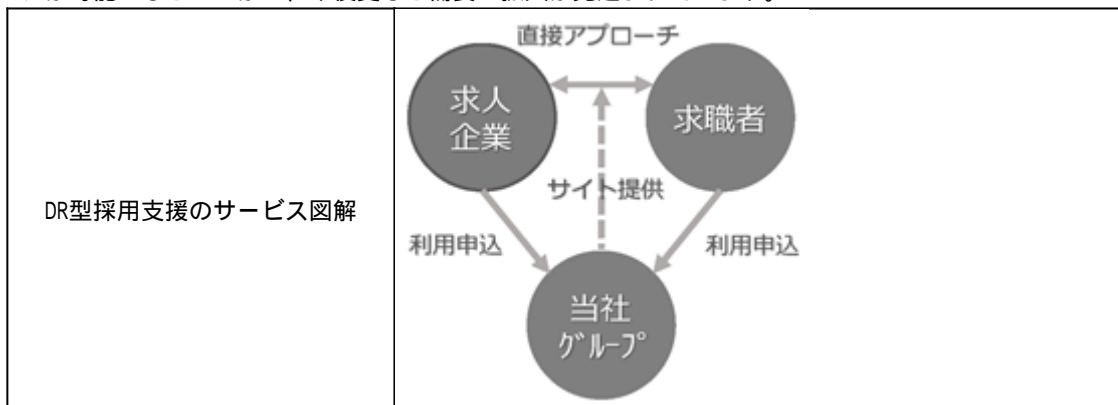 直接アプローチ
求人
企業
求職者
サイト提供
DR型採用支援のサービス図解
利用申込
利用申込
当社
グループ